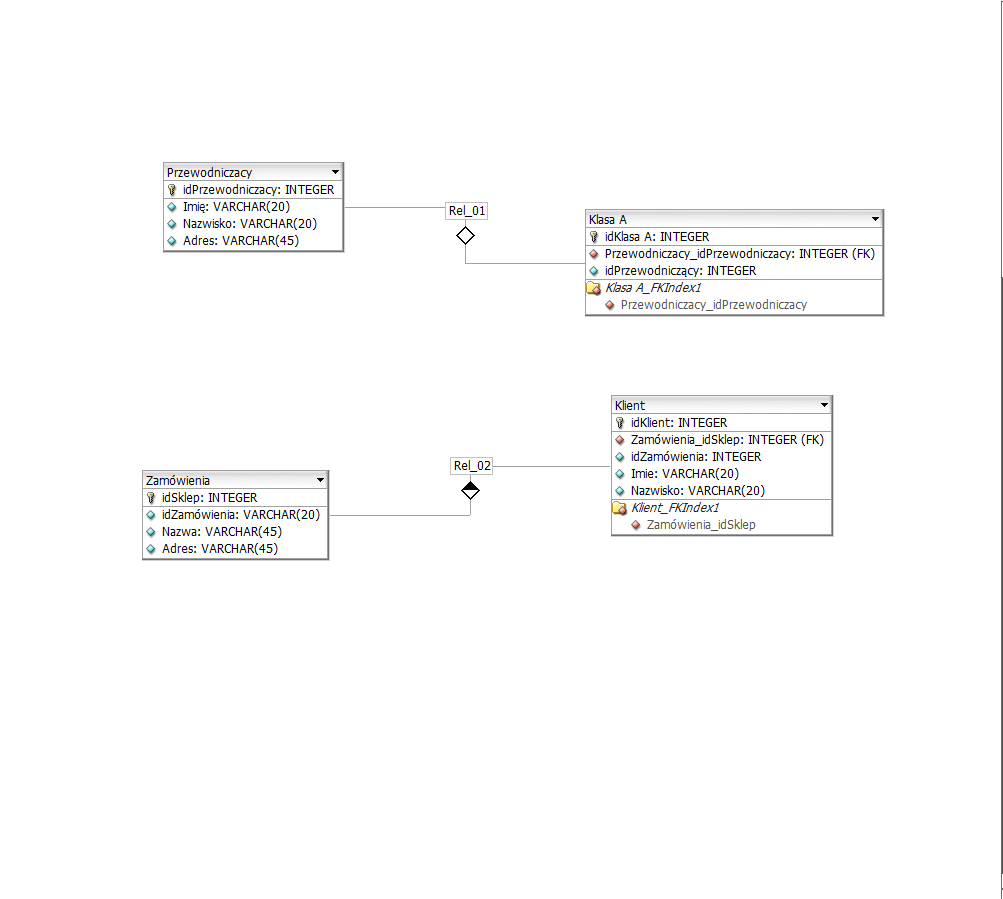 Przewodniczacy
idPrzewodniczacy: INTEGER
Imię: VARCHAR(20)
Nazwisko: VARCHAR(20)
Adres: VARCHAR(45)
Rel_01
Klasa A
idKlasa A: INTEGER
Przewodniczacy_idPrzewodniczacy: INTEGER (FK)
idPrzewodniczący: INTEGER
Klasa A_FKIndex1
Przewodniczacy_idPrzewodniczacy
Zamówienia
idSklep: INTEGER
idZamówienia: VARCHAR(20)
Nazwa: VARCHAR(45)
Adres: VARCHAR(45)
Rel_02
Klient
idKlient: INTEGER
Zamówienia_idSklep: INTEGER (FK)
idZamówienia: INTEGER
Imie: VARCHAR(20)
Nazwisko: VARCHAR(20)
Klient_FKIndex1
Zamówienia_idSklep